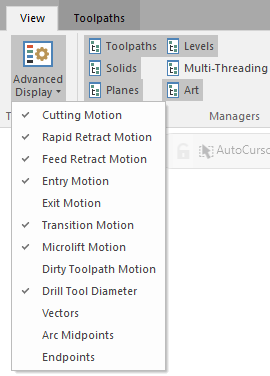 View Toolpaths
Advanced Display
Toolpaths Levels
Solids Multi-Threading
Planes Art
Managers
Cutting Motion
Rapid Retract Motion
Feed Retract Motion
Entry Motion
Exit Motion
Transition Motion
Microlift Motion
Dirty Toolpath Motion
Drill Tool Diameter
Vectors
Arc Midpoints
Endpoints
AutoCurso